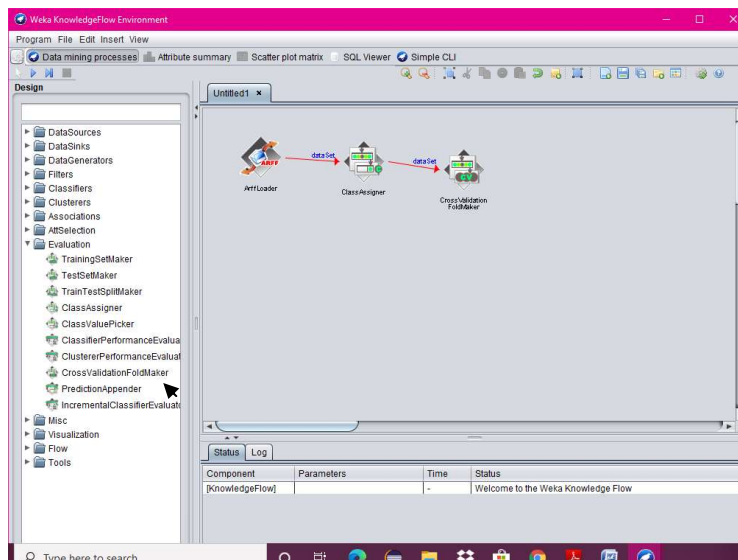 Weka KnowledgeFlow Environment
Program File Edit Insert View
Data mining processes Attribute summary Scatter plot matrix SQL Viewer Simple CLI
Design
Untitled1 ×
DataSources
DataSinks
DataGenerators
Filters
Classifiers
Clusterers
Associations
AttSelection
Evaluation
TrainingSetMaker
TestSetMaker
TrainTestSplitMaker
ClassAssigner
ClassValuePicker
ClassifierPerformanceEvalua
ClustererPerformanceEvaluat
CrossValidationFoldMaker
PredictionAppender
IncrementalClassifierEvaluato
Misc
Visualization
Flow
Tools
dataSet
dataSet
ARFF
CV
ArffLoader
ClassAssigner
CrossValidation
FoldMaker
Status Log
Component Parameters Time Status
[KnowledgeFlow] - Welcome to the Weka Knowledge Flow
Type here to search